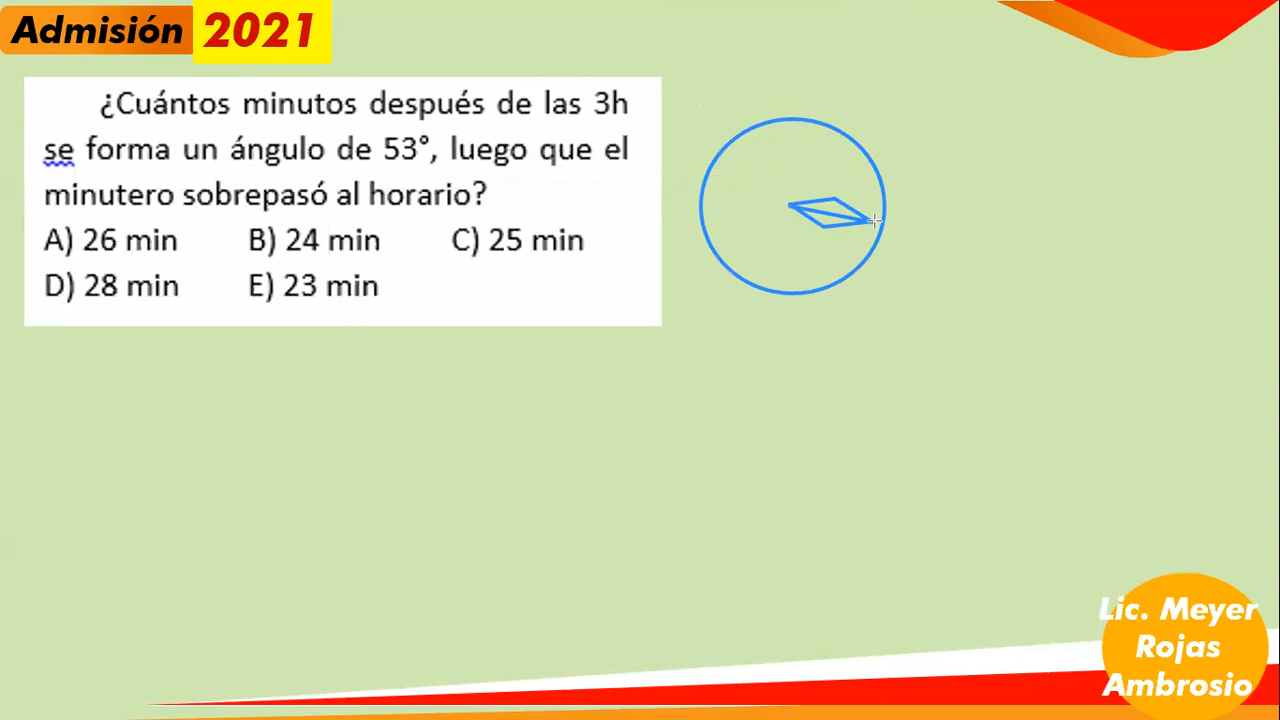 Admisión 2021
¿Cuántos minutos después de las 3h
se forma un ángulo de 53°, luego que el
minutero sobrepasó al horario?
A) 26 min B) 24 min C) 25 min
D) 28 min E) 23 min
Lic. Meyer
Rojas
Ambrosio